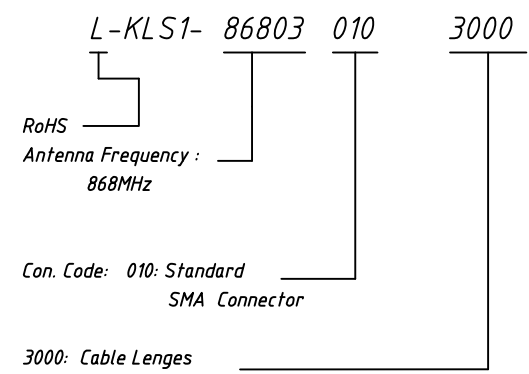 L-KLS1- 86803 010 3000
RoHS
Antenna Frequency :
868MHz
Con. Code: 010: Standard
SMA Connector
3000: Cable Lenges